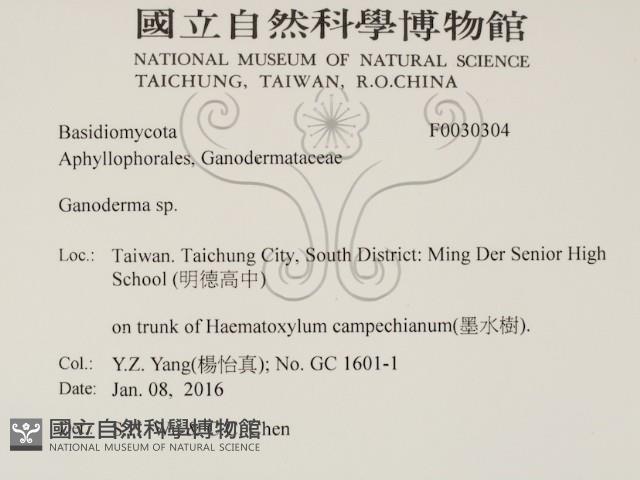 國立自然科學博物館
NATIONAL MUSEUM OF NATURAL SCIENCE
TAICHUNG, TAIWAN, R.O.CHINA
Basidiomycota F0030304
Aphyllophorales, Ganodermataceae
Ganoderma sp.
Loc.: Taiwan. Taichung City, South District: Ming Der Senior High
School (明德高中)
on trunk of Haematoxylum campechianum(墨水樹).
Col.: Y.Z. Yang(楊怡真); No. GC 1601-1
Date: Jan. 08, 2016
Chen
國立自然科學博物館
NATIONAL MUSEUM OF NATURAL SCIENCE